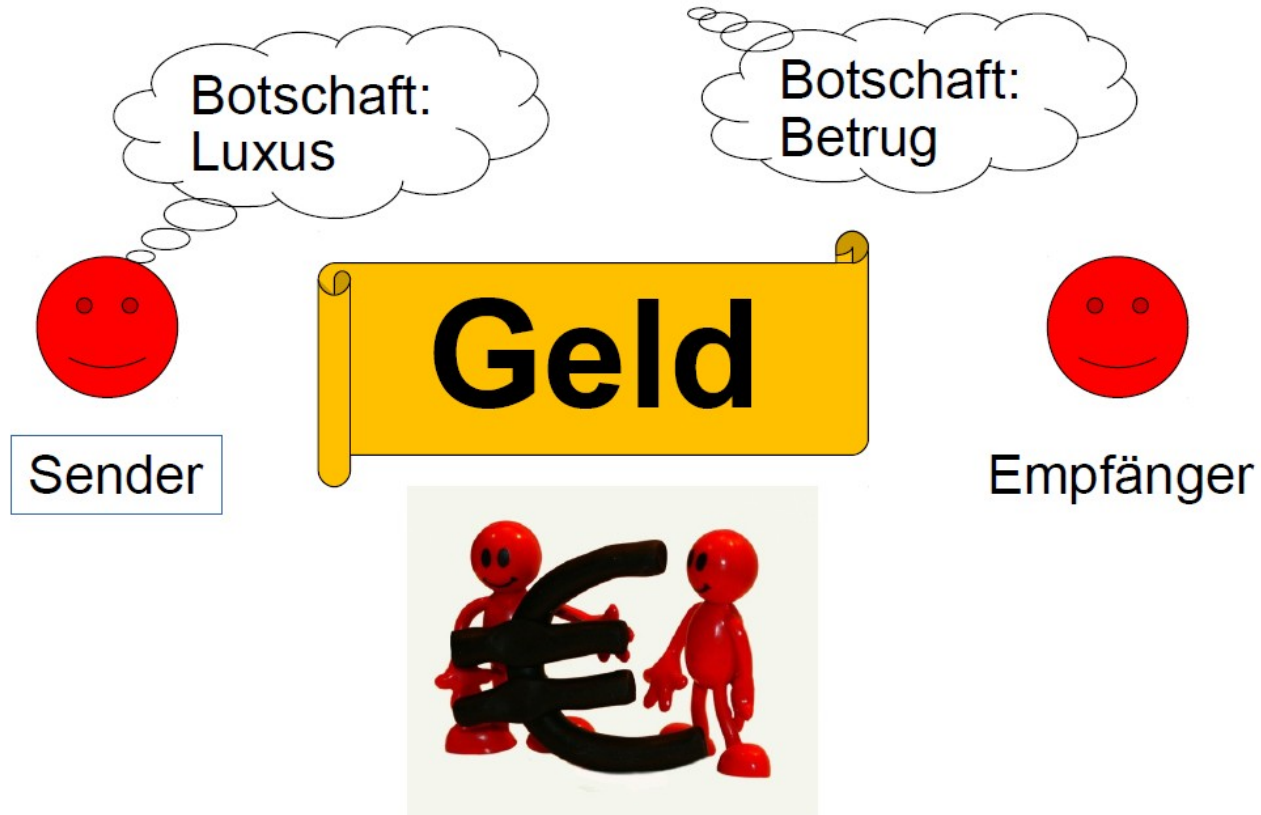 Botschaft:
Luxus
Botschaft:
Betrug
Geld
Sender
Empfänger
€